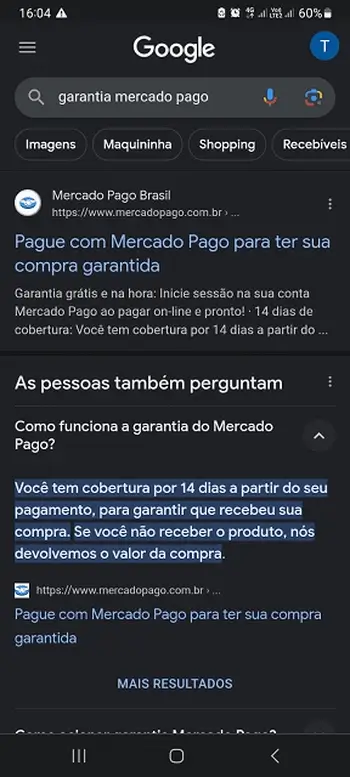 16:04
4G Vo) LTE2 60%
Google
T
garantia mercado pago
Imagens Maquininha Shopping Recebíveis
Mercado Pago Brasil
https://www.mercadopago.com.br › ...
Pague com Mercado Pago para ter sua
compra garantida
Garantia grátis e na hora: Inicie sessão na sua conta
Mercado Pago ao pagar on-line e pronto! · 14 dias de
cobertura: Você tem cobertura por 14 dias a partir do ...
As pessoas também perguntam
Como funciona a garantia do Mercado
Pago?
Você tem cobertura por 14 dias a partir do seu
pagamento, para garantir que recebeu sua
compra. Se você não receber o produto, nós
devolvemos o valor da compra.
https://www.mercadopago.com.br › ...
Pague com Mercado Pago para ter sua compra
garantida
MAIS RESULTADOS
Mercado Pago?